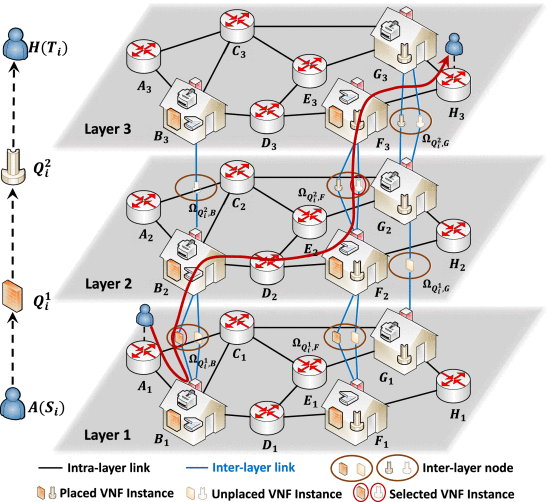 H(T_i)
Q_i^2
Q_i^1
A(S_i)
C_3
G_3
A_3
E_3
H_3
B_3
D_3
F_3
Ω_{Q_i^2,G}
Layer 3
Ω_{Q_i^2,B}
C_2
Ω_{Q_i^2,F}
G_2
A_2
E_2
H_2
B_2
D_2
F_2
Ω_{Q_i^1,G}
Layer 2
Ω_{Q_i^1,B}
C_1
Ω_{Q_i^1,F}
G_1
A_1
E_1
H_1
B_1
D_1
F_1
Layer 1
Intra-layer link Inter-layer link Inter-layer node
Placed VNF Instance Unplaced VNF Instance Selected VNF Instance